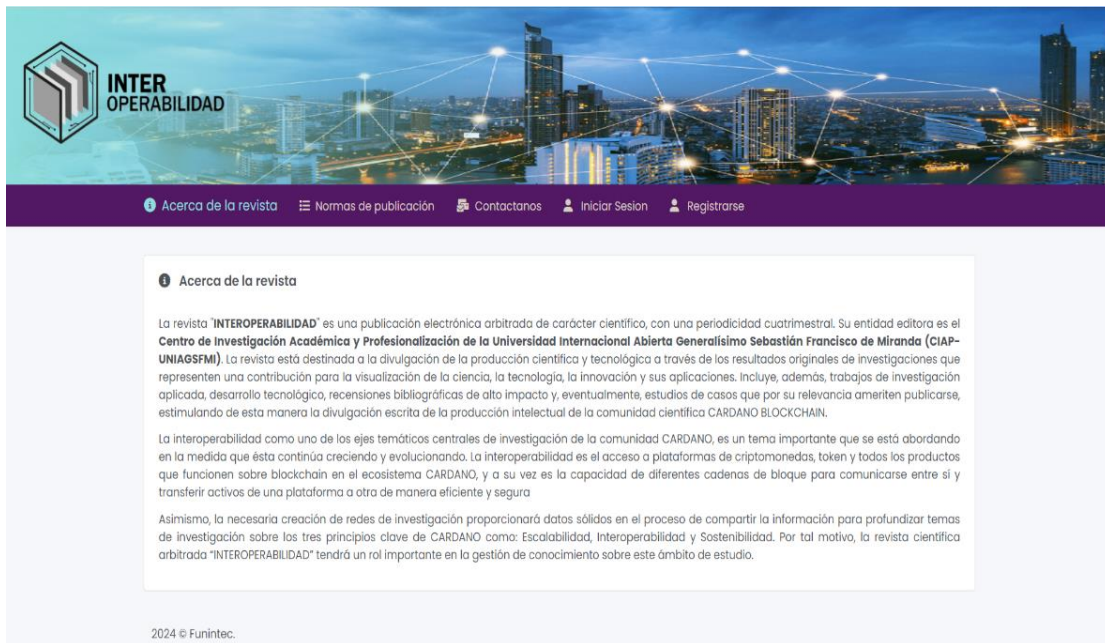 INTER
OPERABILIDAD
Acerca de la revista Normas de publicación Contactanos Iniciar Sesion Registrarse
Acerca de la revista
La revista "INTEROPERABILIDAD" es una publicación electrónica arbitrada de carácter científico, con una periodicidad cuatrimestral. Su entidad editora es el
Centro de Investigación Académica y Profesionalización de la Universidad Internacional Abierta Generalísimo Sebastián Francisco de Miranda (CIAP-
UNIAGSFMI). La revista está destinada a la divulgación de la producción científica y tecnológica a través de los resultados originales de investigaciones que
representen una contribución para la visualización de la ciencia, la tecnología, la innovación y sus aplicaciones. Incluye, además, trabajos de investigación
aplicada, desarrollo tecnológico, recensiones bibliográficas de alto impacto y, eventualmente, estudios de casos que por su relevancia ameriten publicarse,
estimulando de esta manera la divulgación escrita de la producción intelectual de la comunidad científica CARDANO BLOCKCHAIN.
La interoperabilidad como uno de los ejes temáticos centrales de investigación de la comunidad CARDANO, es un tema importante que se está abordando
en la medida que ésta continúa creciendo y evolucionando. La interoperabilidad es el acceso a plataformas de criptomonedas, token y todos los productos
que funcionen sobre blockchain en el ecosistema CARDANO, y a su vez es la capacidad de diferentes cadenas de bloque para comunicarse entre sí y
transferir activos de una plataforma a otra de manera eficiente y segura
Asimismo, la necesaria creación de redes de investigación proporcionará datos sólidos en el proceso de compartir la información para profundizar temas
de investigación sobre los tres principios clave de CARDANO como: Escalabilidad, Interoperabilidad y Sostenibilidad. Por tal motivo, la revista científica
arbitrada "INTEROPERABILIDAD" tendrá un rol importante en la gestión de conocimiento sobre este ámbito de estudio.
2024 © Funintec.